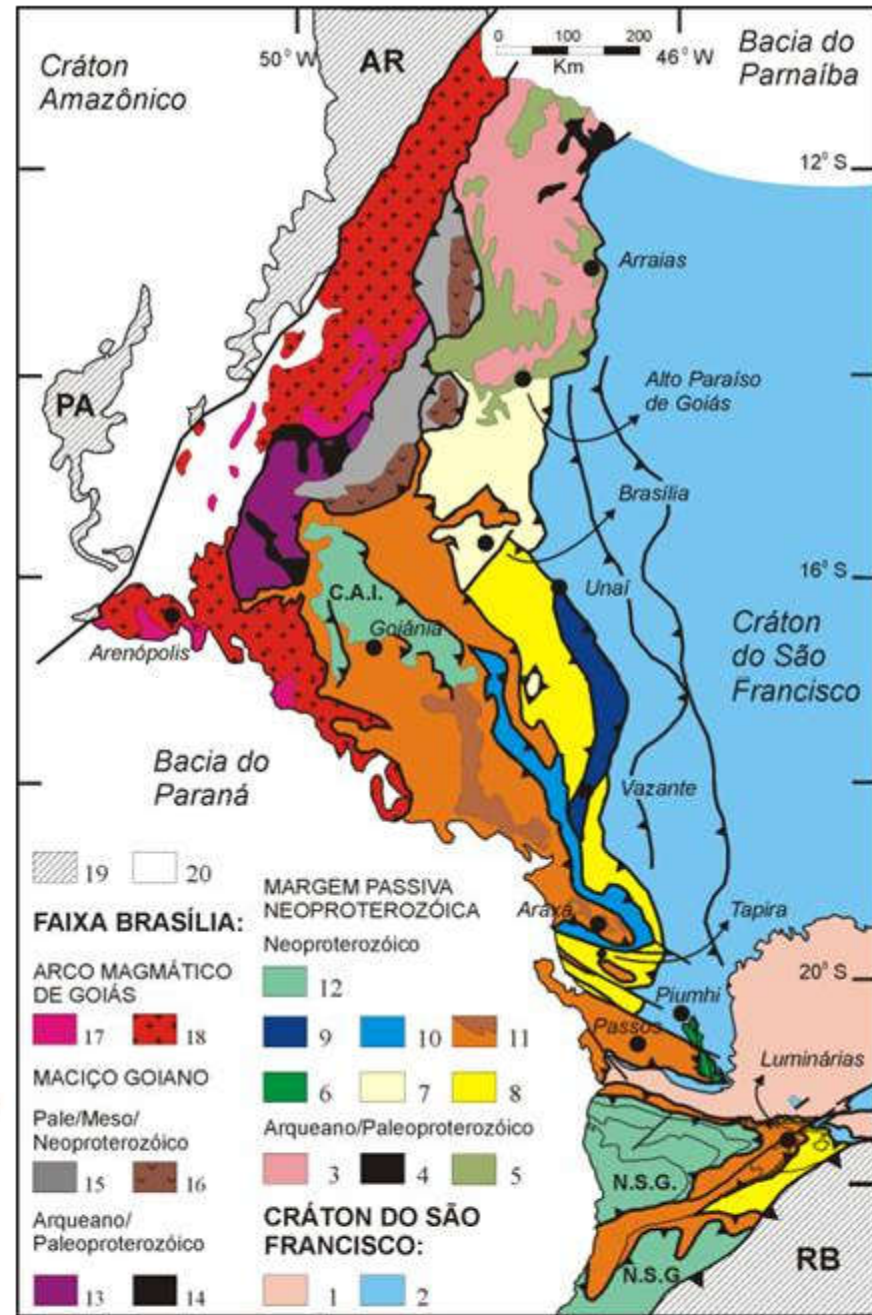 Cráton
Amazônico
50° W
AR
0 100 200
Km
46° W
Bacia do
Parnaíba
12° S
Arraias
Alto Paraíso
de Goiás
PA
Brasília
16° S
Unaí
C.A.I.
Goiânia
Arenópolis
Cráton
do São
Francisco
Bacia do
Paraná
Vazante
Araxá
Tapira
20° S
Piumhi
Passos
Luminárias
N.S.G.
N.S.G
RB
19 20
FAIXA BRASÍLIA:
ARCO MAGMÁTICO
DE GOIÁS
17 18
MACIÇO GOIANO
Pale/Meso/
Neoproterozóico
15 16
Arqueano/
Paleoproterozóico
13 14
MARGEM PASSIVA
NEOPROTEROZÓICA
Neoproterozóico
12
9 10 11
6 7 8
Arqueano/Paleoproterozóico
3 4 5
CRÁTON DO SÃO
FRANCISCO:
1 2